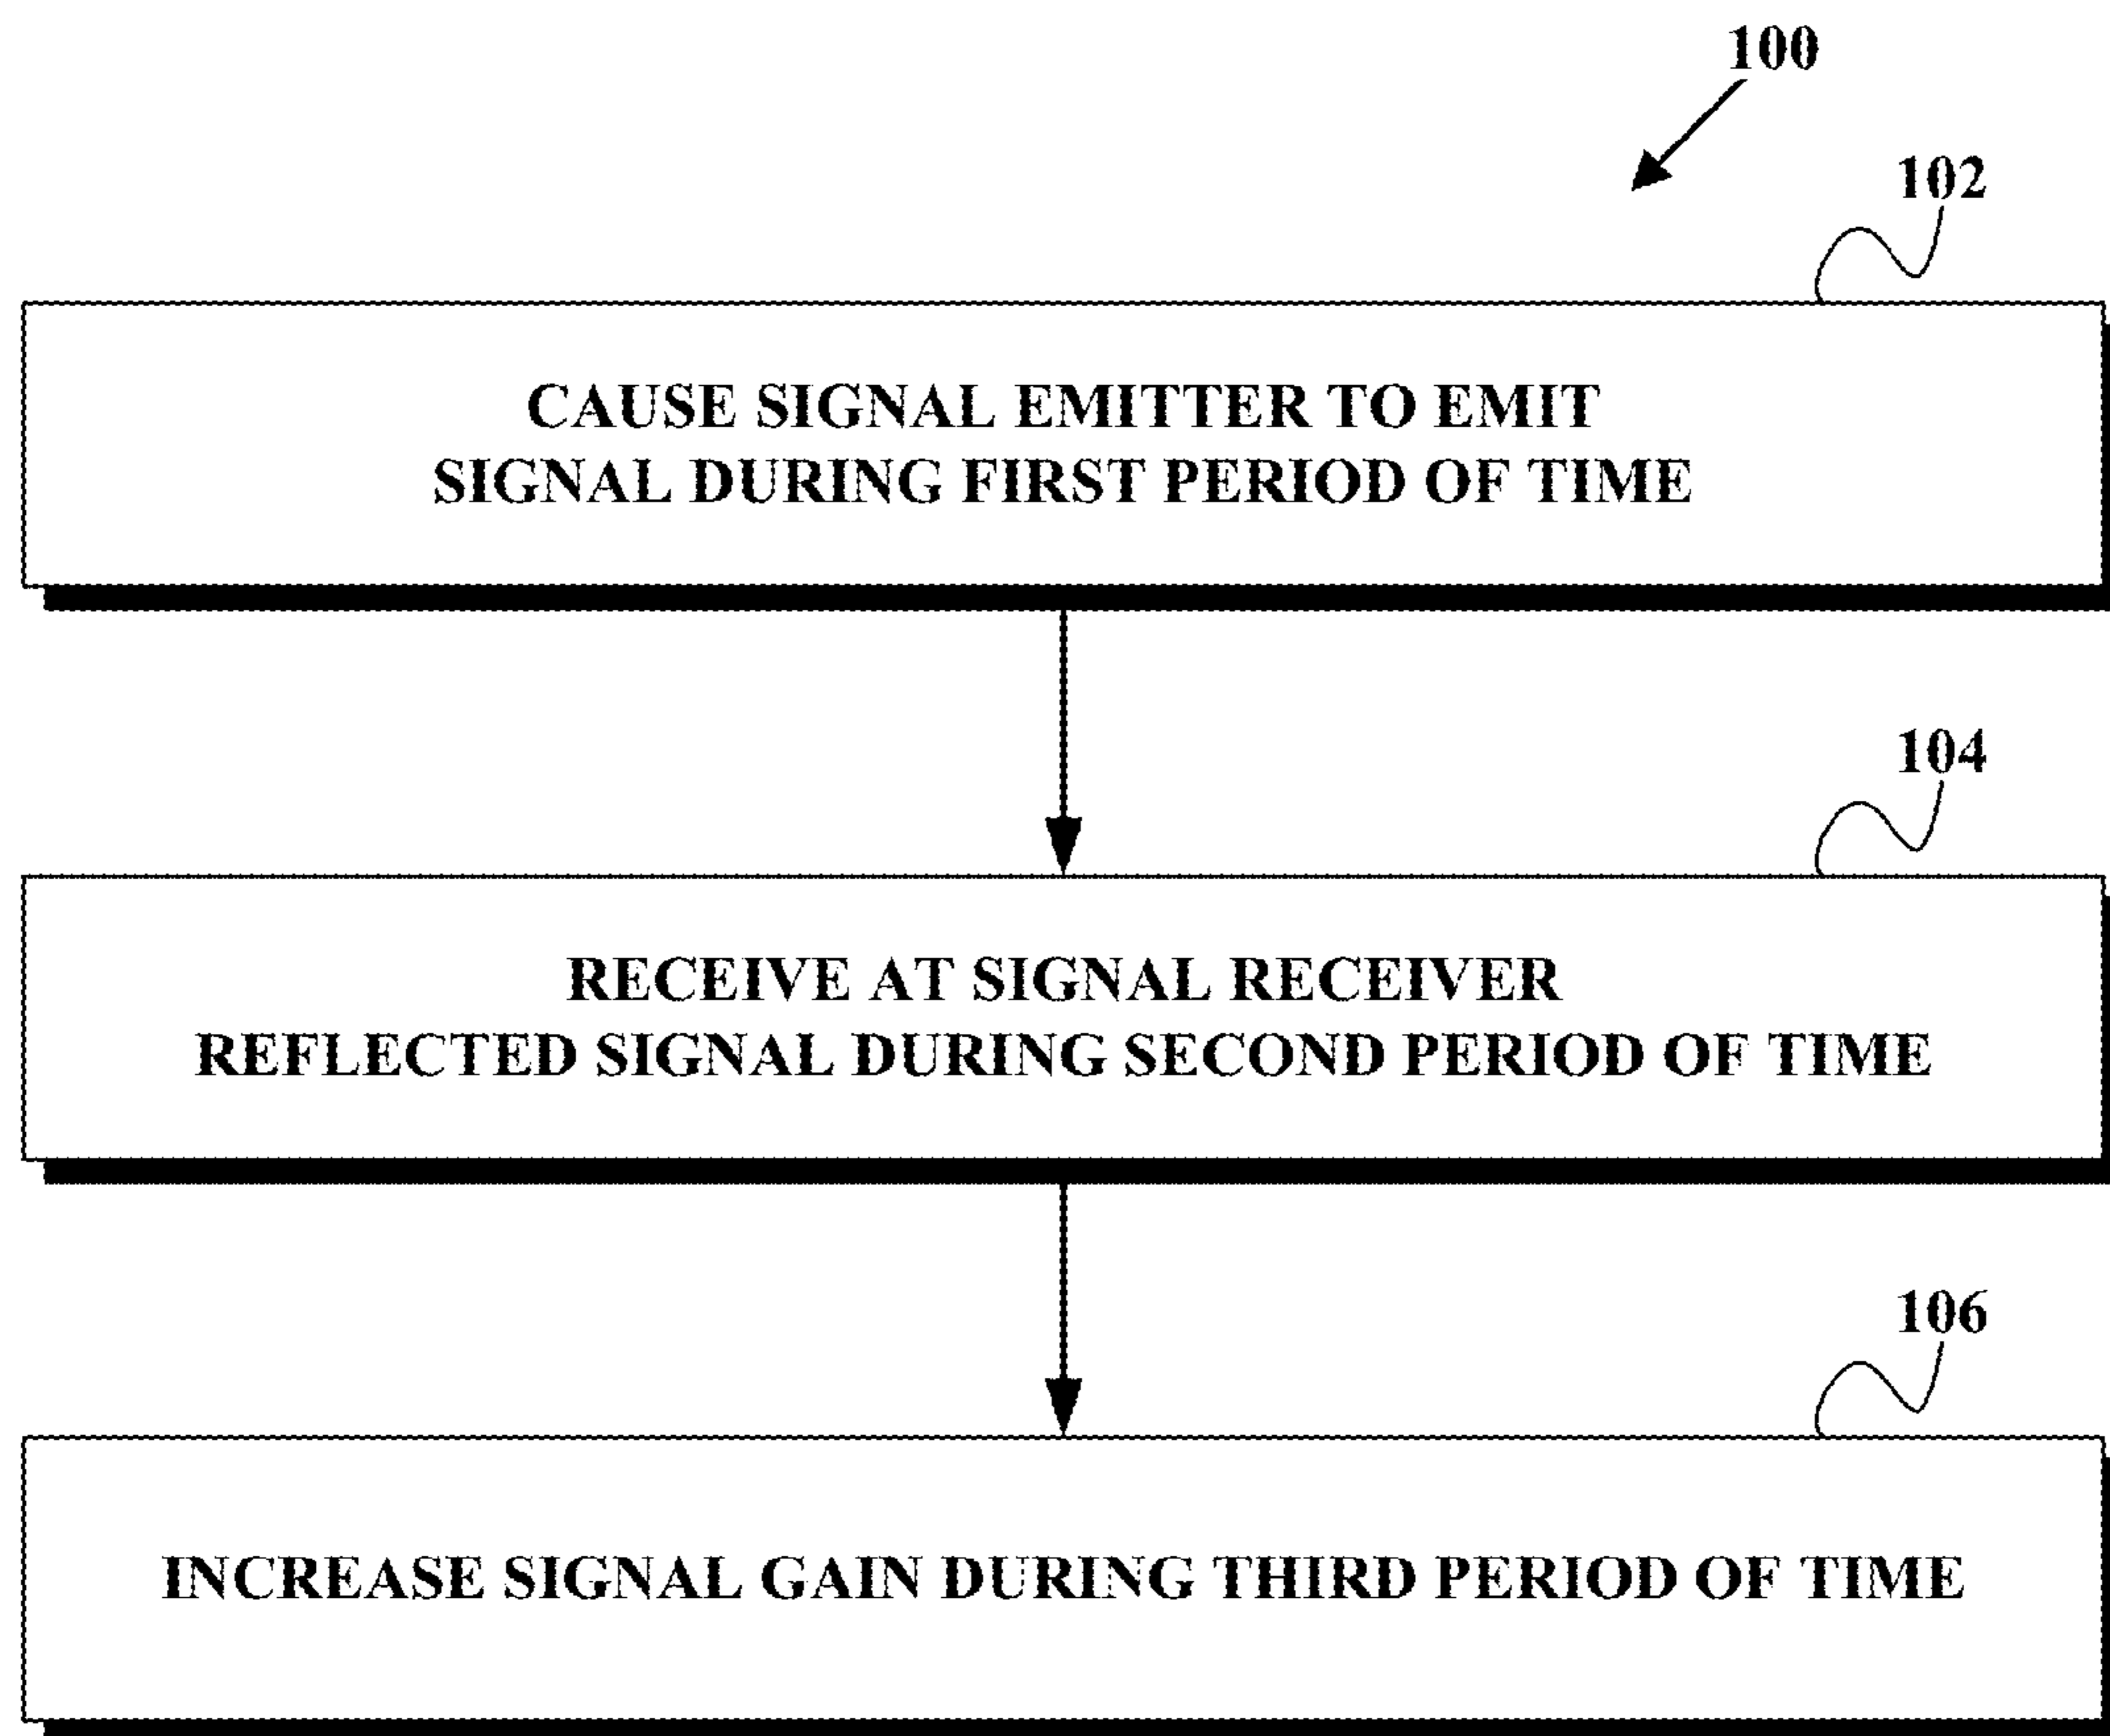 100
102
CAUSE SIGNAL EMITTER TO EMIT
SIGNAL DURING FIRST PERIOD OF TIME
104
RECEIVE AT SIGNAL RECEIVER
REFLECTED SIGNAL DURING SECOND PERIOD OF TIME
106
INCREASE SIGNAL GAIN DURING THIRD PERIOD OF TIME